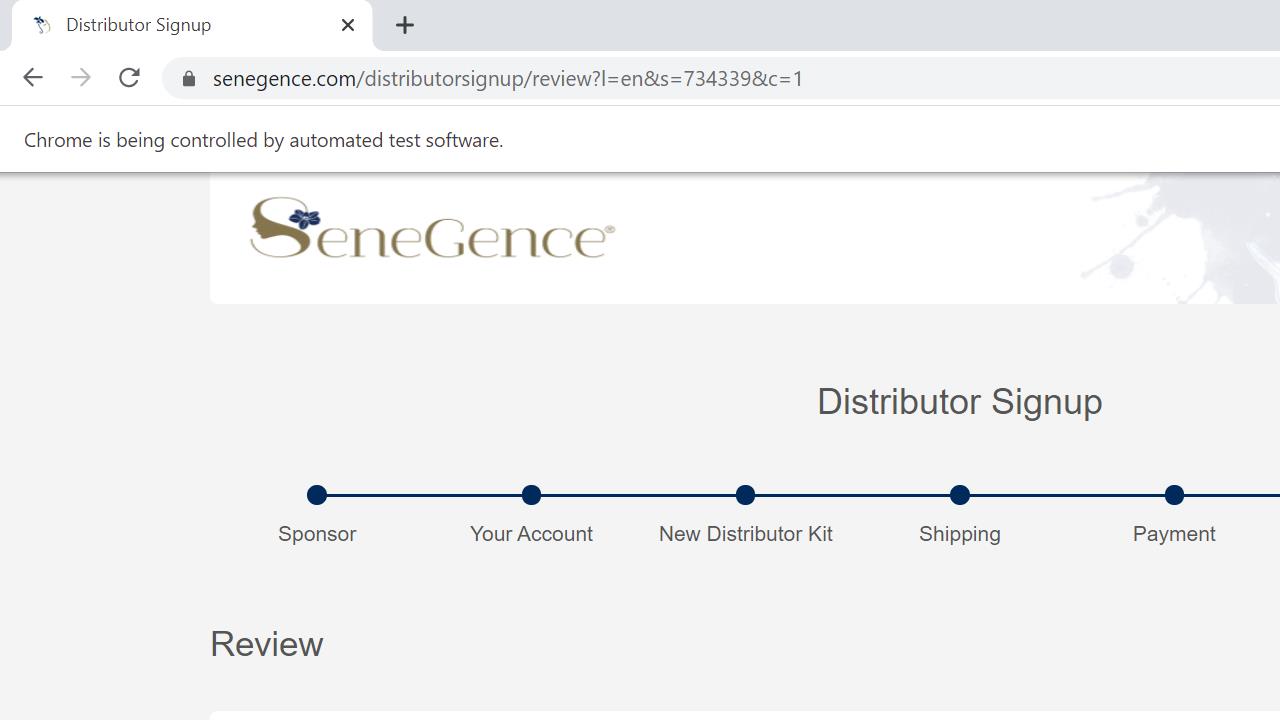 Distributor Signup
senegence.com/distributorsignup/review?l=en&s=734339&c=1
Chrome is being controlled by automated test software.
SeneGence®
Distributor Signup
Sponsor
Your Account
New Distributor Kit
Shipping
Payment
Review